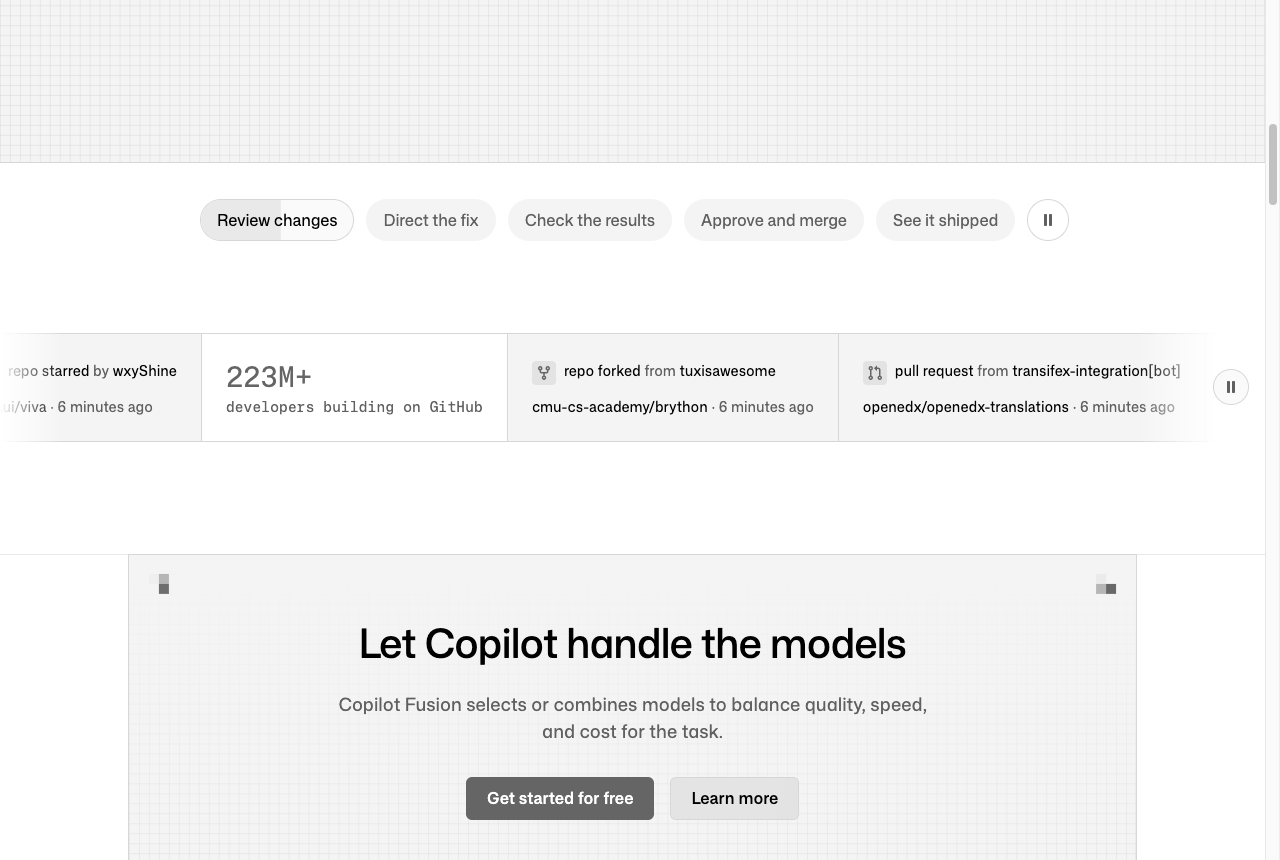 Review changes
Direct the fix
Check the results
Approve and merge
See it shipped
repo starred by wxyShine
ui/viva · 6 minutes ago
223M+
developers building on GitHub
repo forked from tuxisawesome
cmu-cs-academy/brython · 6 minutes ago
pull request from transifex-integration[bot]
openedx/openedx-translations · 6 minutes ago
Let Copilot handle the models
Copilot Fusion selects or combines models to balance quality, speed,
and cost for the task.
Get started for free
Learn more